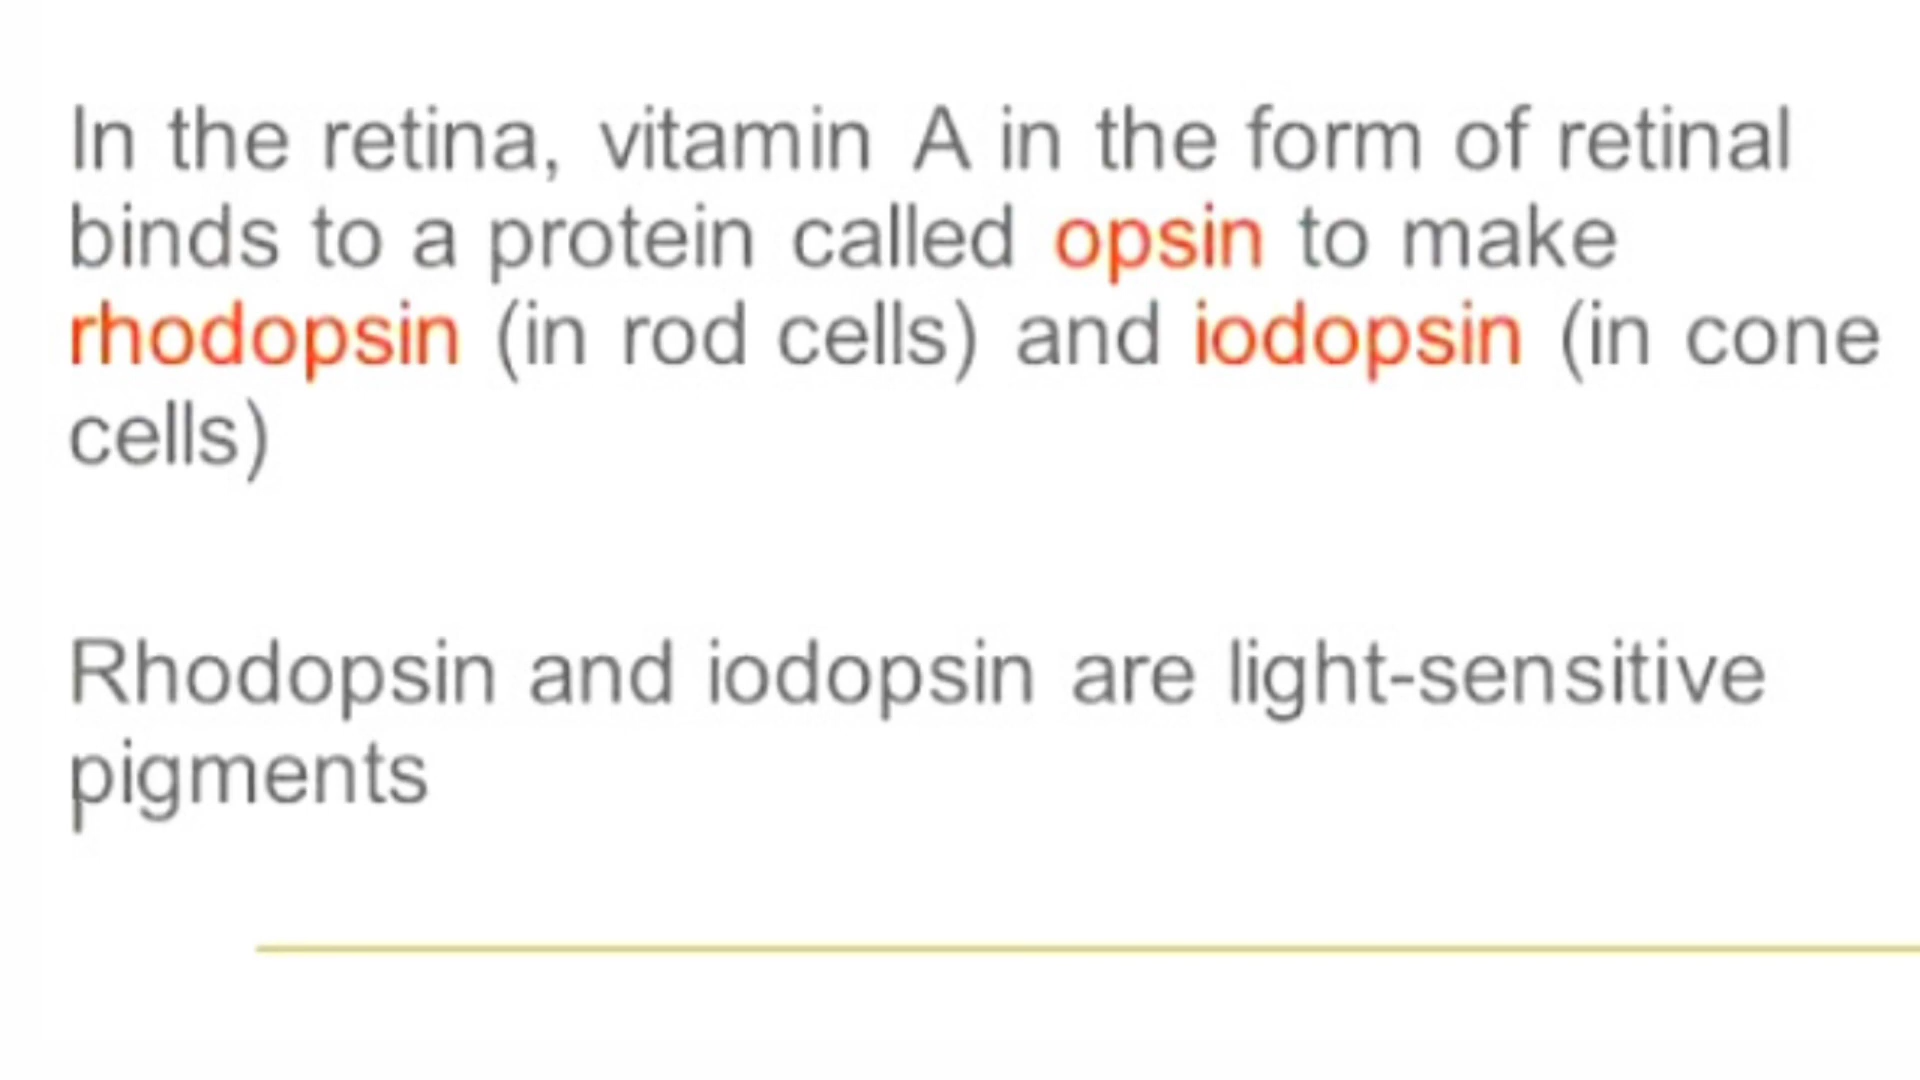 In the retina, vitamin A in the form of retinal
binds to a protein called opsin to make
rhodopsin (in rod cells) and iodopsin (in cone
cells)
Rhodopsin and iodopsin are light-sensitive
pigments